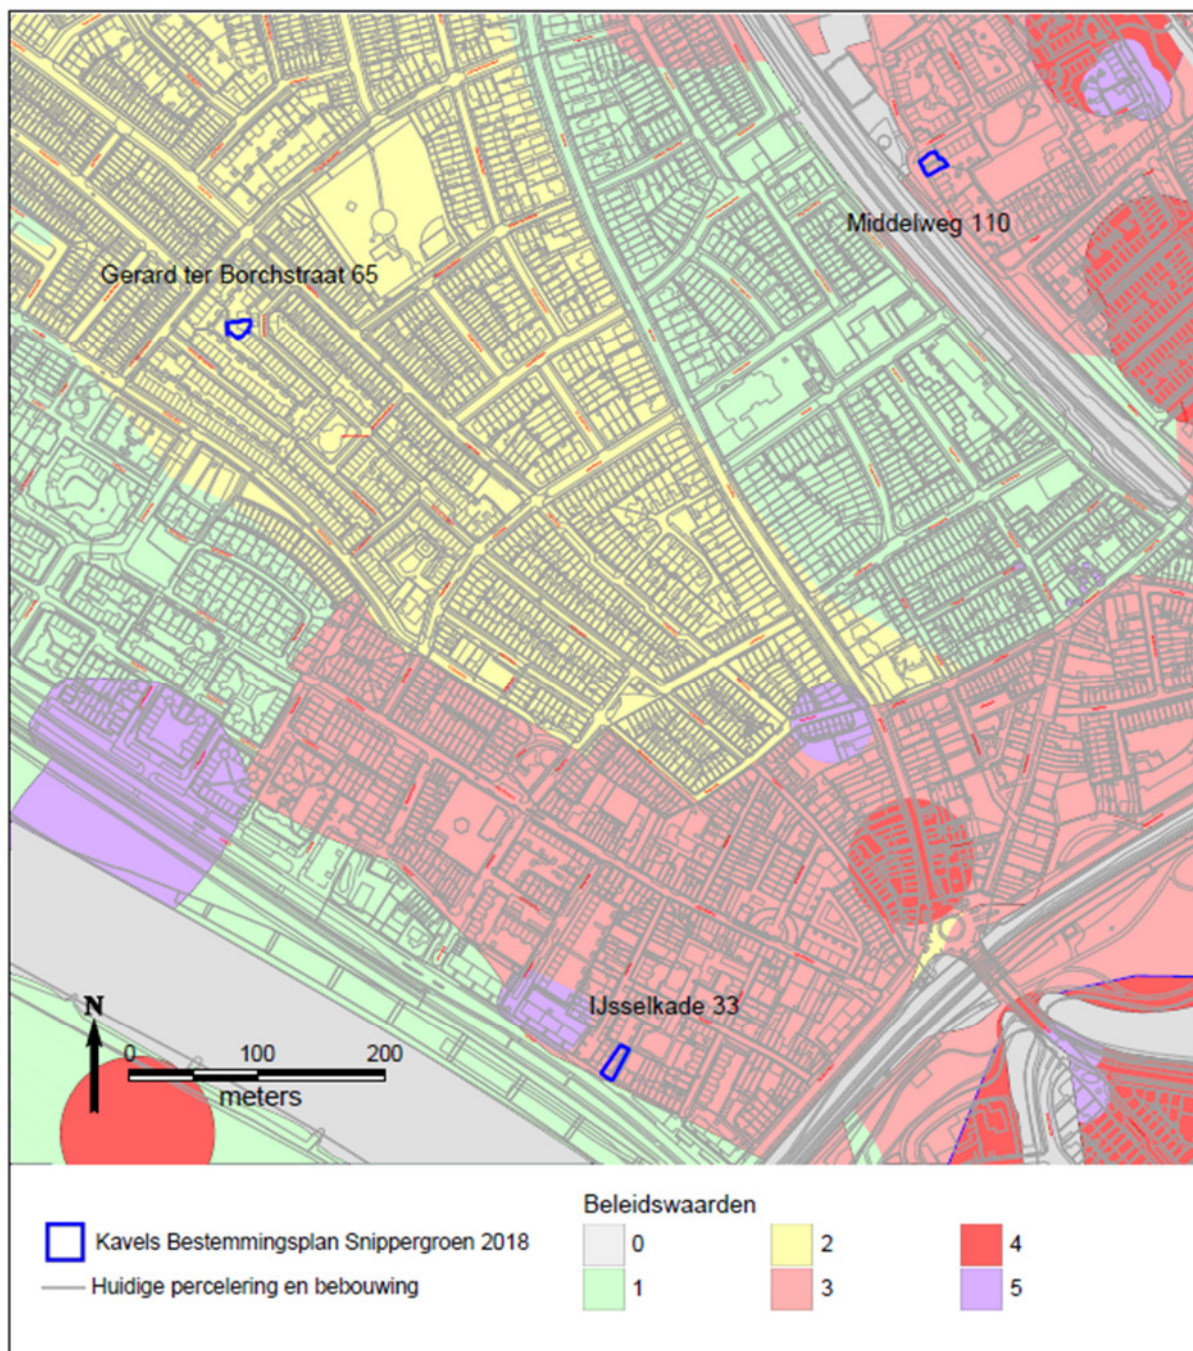 Middelweg 110
Gerard ter Borchstraat 65
IJsselkade 33
N
0 100 200
meters
Beleidswaarden
Kavels Bestemmingsplan Snippergroen 2018
Huidige percelering en bebouwing
0 2 4
1 3 5